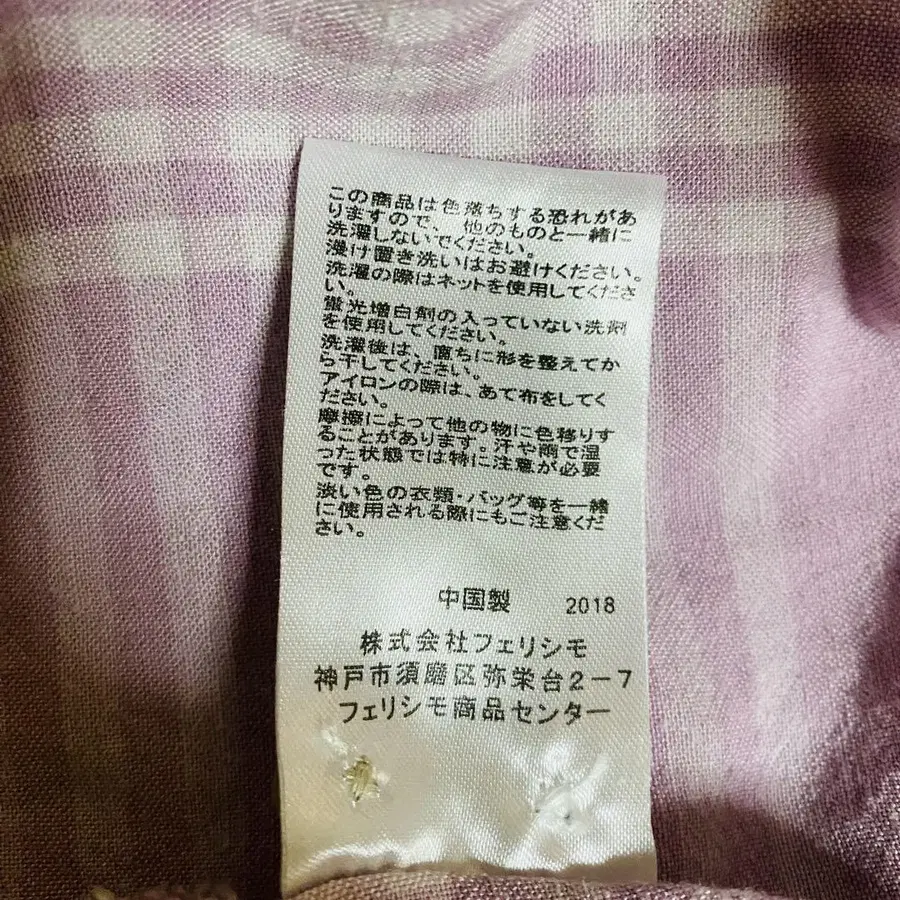 この商品は色落ちする恐れがあ
りますので、他のものと一緒に
洗濯しないでください。
浸け置き洗いはお避けください。
洗濯の際はネットを使用してくださ
い。
蛍光増白剤の入っていない洗剤
を使用してください。
洗濯後は、直ちに形を整えてか
ら干してください。
アイロンの際は、あて布をしてく
ださい。
摩擦によって他の物に色移りす
ることがあります。汗や雨で湿
った状態では特に注意が必要
です。
淡い色の衣類・バッグ等を一緒
に使用される際にもご注意くだ
さい。
中国製 2018
株式会社フェリシモ
神戸市須磨区弥栄台2-7
フェリシモ商品センター